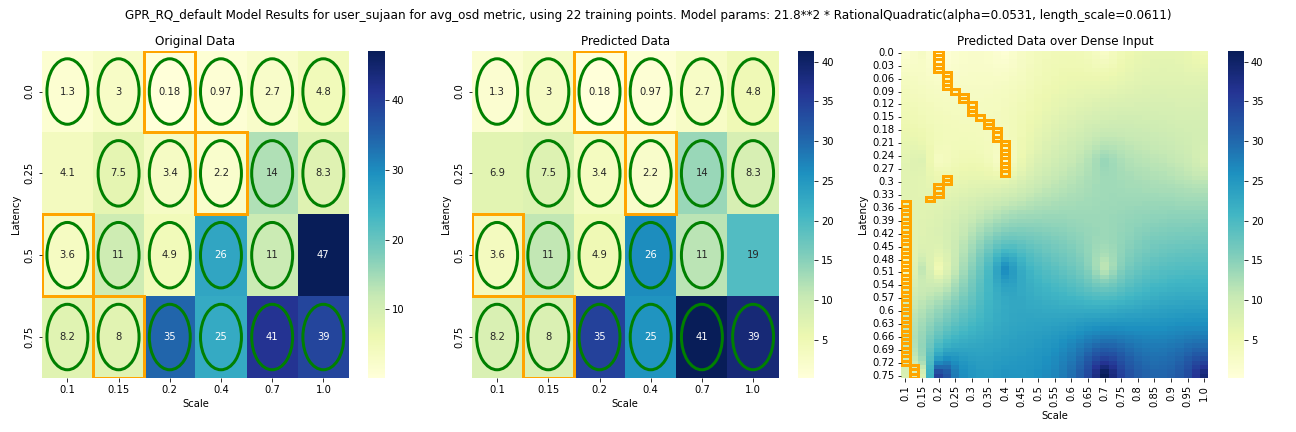 GPR_RQ_default Model Results for user_sujaan for avg_osd metric, using 22 training points. Model params: 21.8**2 * RationalQuadratic(alpha=0.0531, length_scale=0.0611)
Original Data
1.3 3 0.18 0.97 2.7 4.8
4.1 7.5 3.4 2.2 14 8.3
3.6 11 4.9 26 11 47
8.2 8 35 25 41 39
0.0
0.25
0.5
0.75
Latency
0.1 0.15 0.2 0.4 0.7 1.0
Scale
40
30
20
10
Predicted Data
1.3 3 0.18 0.97 2.7 4.8
6.9 7.5 3.4 2.2 14 8.3
3.6 11 4.9 26 11 19
8.2 8 35 25 41 39
0.0
0.25
0.5
0.75
Latency
0.1 0.15 0.2 0.4 0.7 1.0
Scale
40
35
30
25
20
15
10
5
Predicted Data over Dense Input
0.0
0.03
0.06
0.09
0.12
0.15
0.18
0.21
0.24
0.27
0.3
0.33
0.36
0.39
0.42
0.45
0.48
0.51
0.54
0.57
0.6
0.63
0.66
0.69
0.72
0.75
Latency
0.1 0.15 0.2 0.25 0.3 0.35 0.4 0.45 0.5 0.55 0.6 0.65 0.7 0.75 0.8 0.85 0.9 0.95 1.0
Scale
40
35
30
25
20
15
10
5